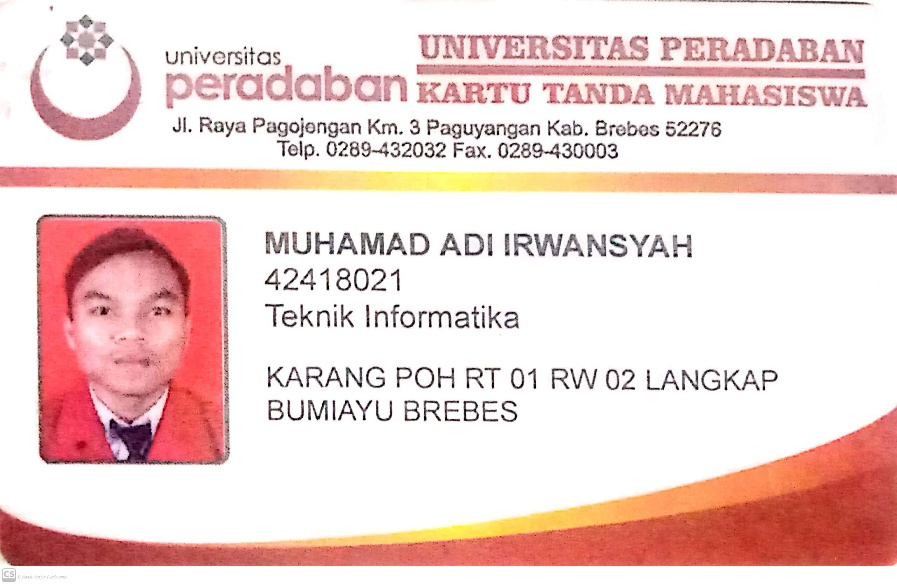 universitas
peradaban
UNIVERSITAS PERADABAN
KARTU TANDA MAHASISWA
Jl. Raya Pagojengan Km. 3 Paguyangan Kab. Brebes 52276
Telp. 0289-432032 Fax. 0289-430003
MUHAMAD ADI IRWANSYAH
42418021
Teknik Informatika
KARANG POH RT 01 RW 02 LANGKAP
BUMIAYU BREBES
CS